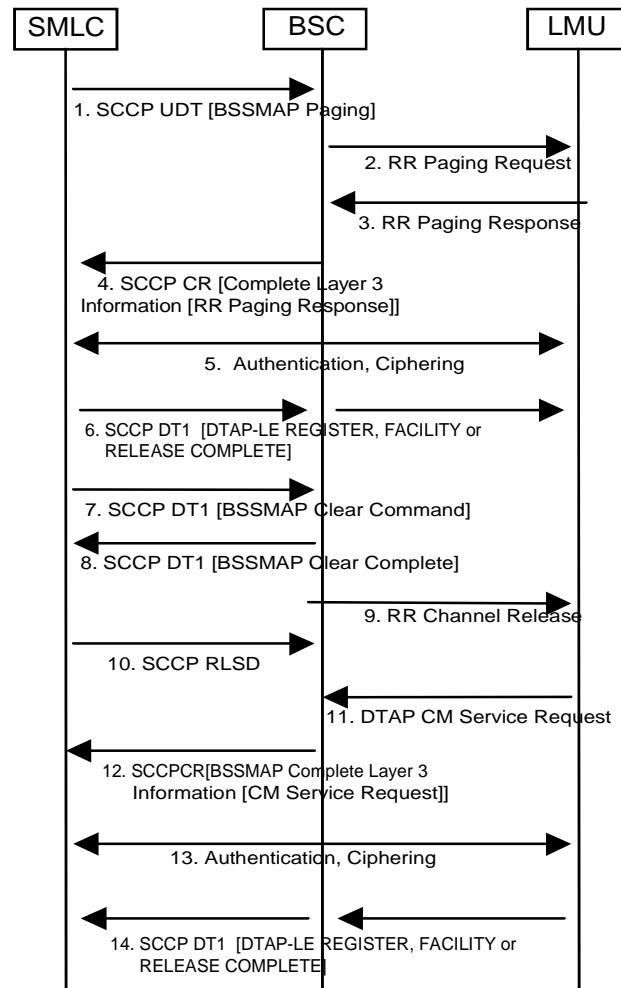 SMLC
BSC
LMU
1. SCCP UDT [BSSMAP Paging]
2. RR Paging Request
3. RR Paging Response
4. SCCP CR [Complete Layer 3
Information [RR Paging Response]]
5. Authentication, Ciphering
6. SCCP DT1 [DTAP-LE REGISTER, FACILITY or
RELEASE COMPLETE]
7. SCCP DT1 [BSSMAP Clear Command]
8. SCCP DT1 [BSSMAP Clear Complete]
9. RR Channel Release
10. SCCP RLSD
11. DTAP CM Service Request
12. SCCPCR[BSSMAP Complete Layer 3
Information [CM Service Request]]
13. Authentication, Ciphering
14. SCCP DT1 [DTAP-LE REGISTER, FACILITY or
RELEASE COMPLETE]